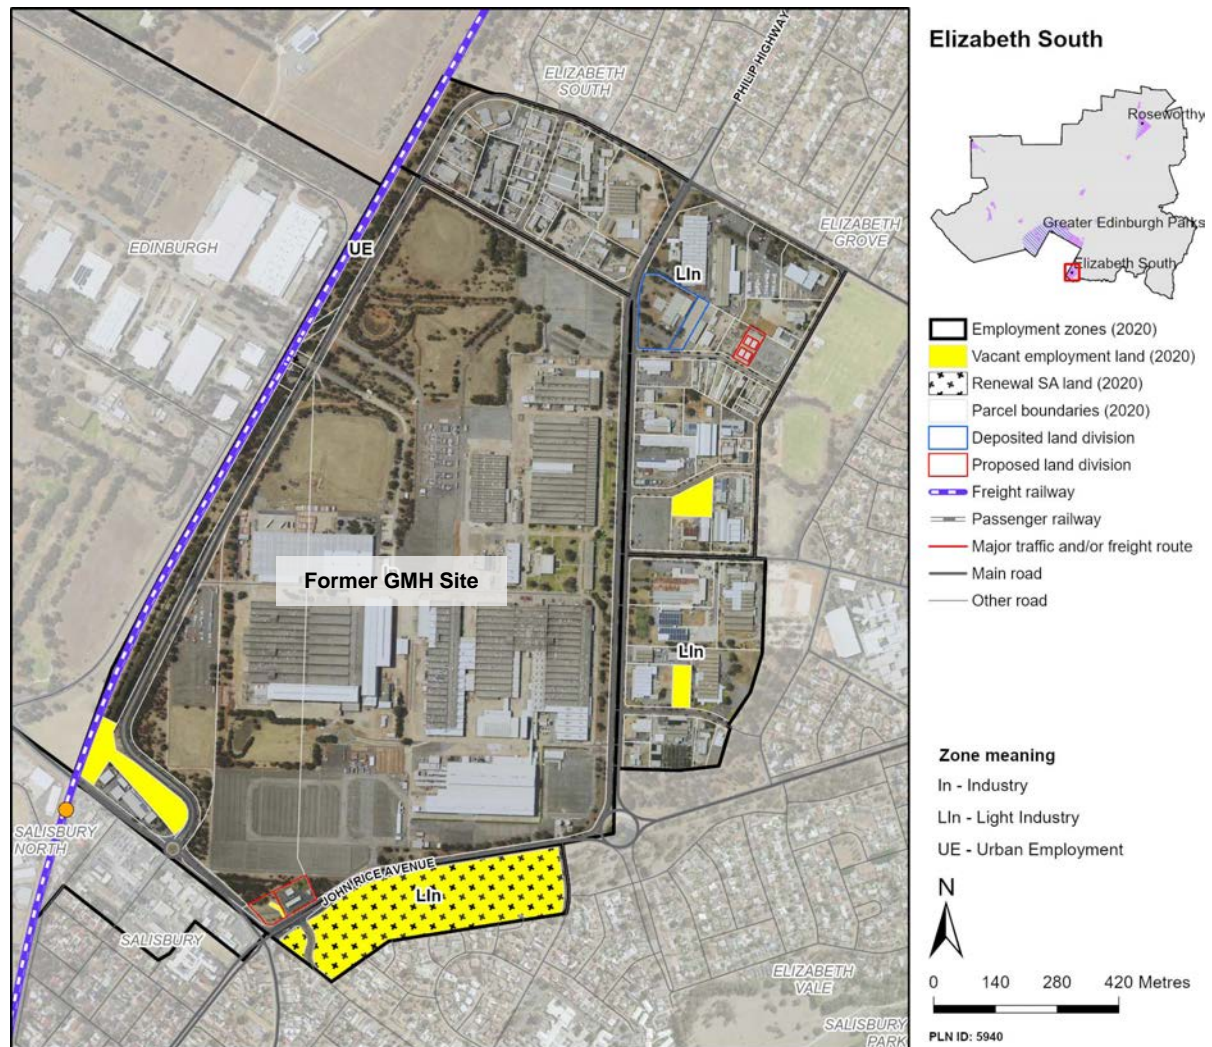 ELIZABETH
SOUTH
PHILIP HIGHWAY
EDINBURGH
UE
ELIZABETH
GROVE
LIn
Former GMH Site
LIn
SALISBURY
NORTH
JOHN RICE AVENUE
LIn
SALISBURY
ELIZABETH
VALE
SALISBURY
PARK
Elizabeth South
Roseworthy
Greater Edinburgh Parks
Elizabeth South
Employment zones (2020)
Vacant employment land (2020)
Renewal SA land (2020)
Parcel boundaries (2020)
Deposited land division
Proposed land division
Freight railway
Passenger railway
Major traffic and/or freight route
Main road
Other road
Zone meaning
In - Industry
LIn - Light Industry
UE - Urban Employment
N
0 140 280 420 Metres
PLN ID: 5940